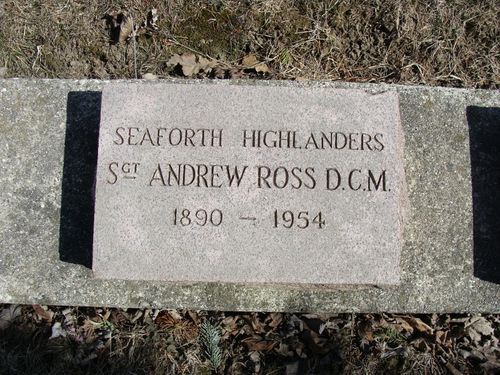 SEAFORTH HIGHLANDERS
SGT ANDREW ROSS D.C.M.
1890 - 1954